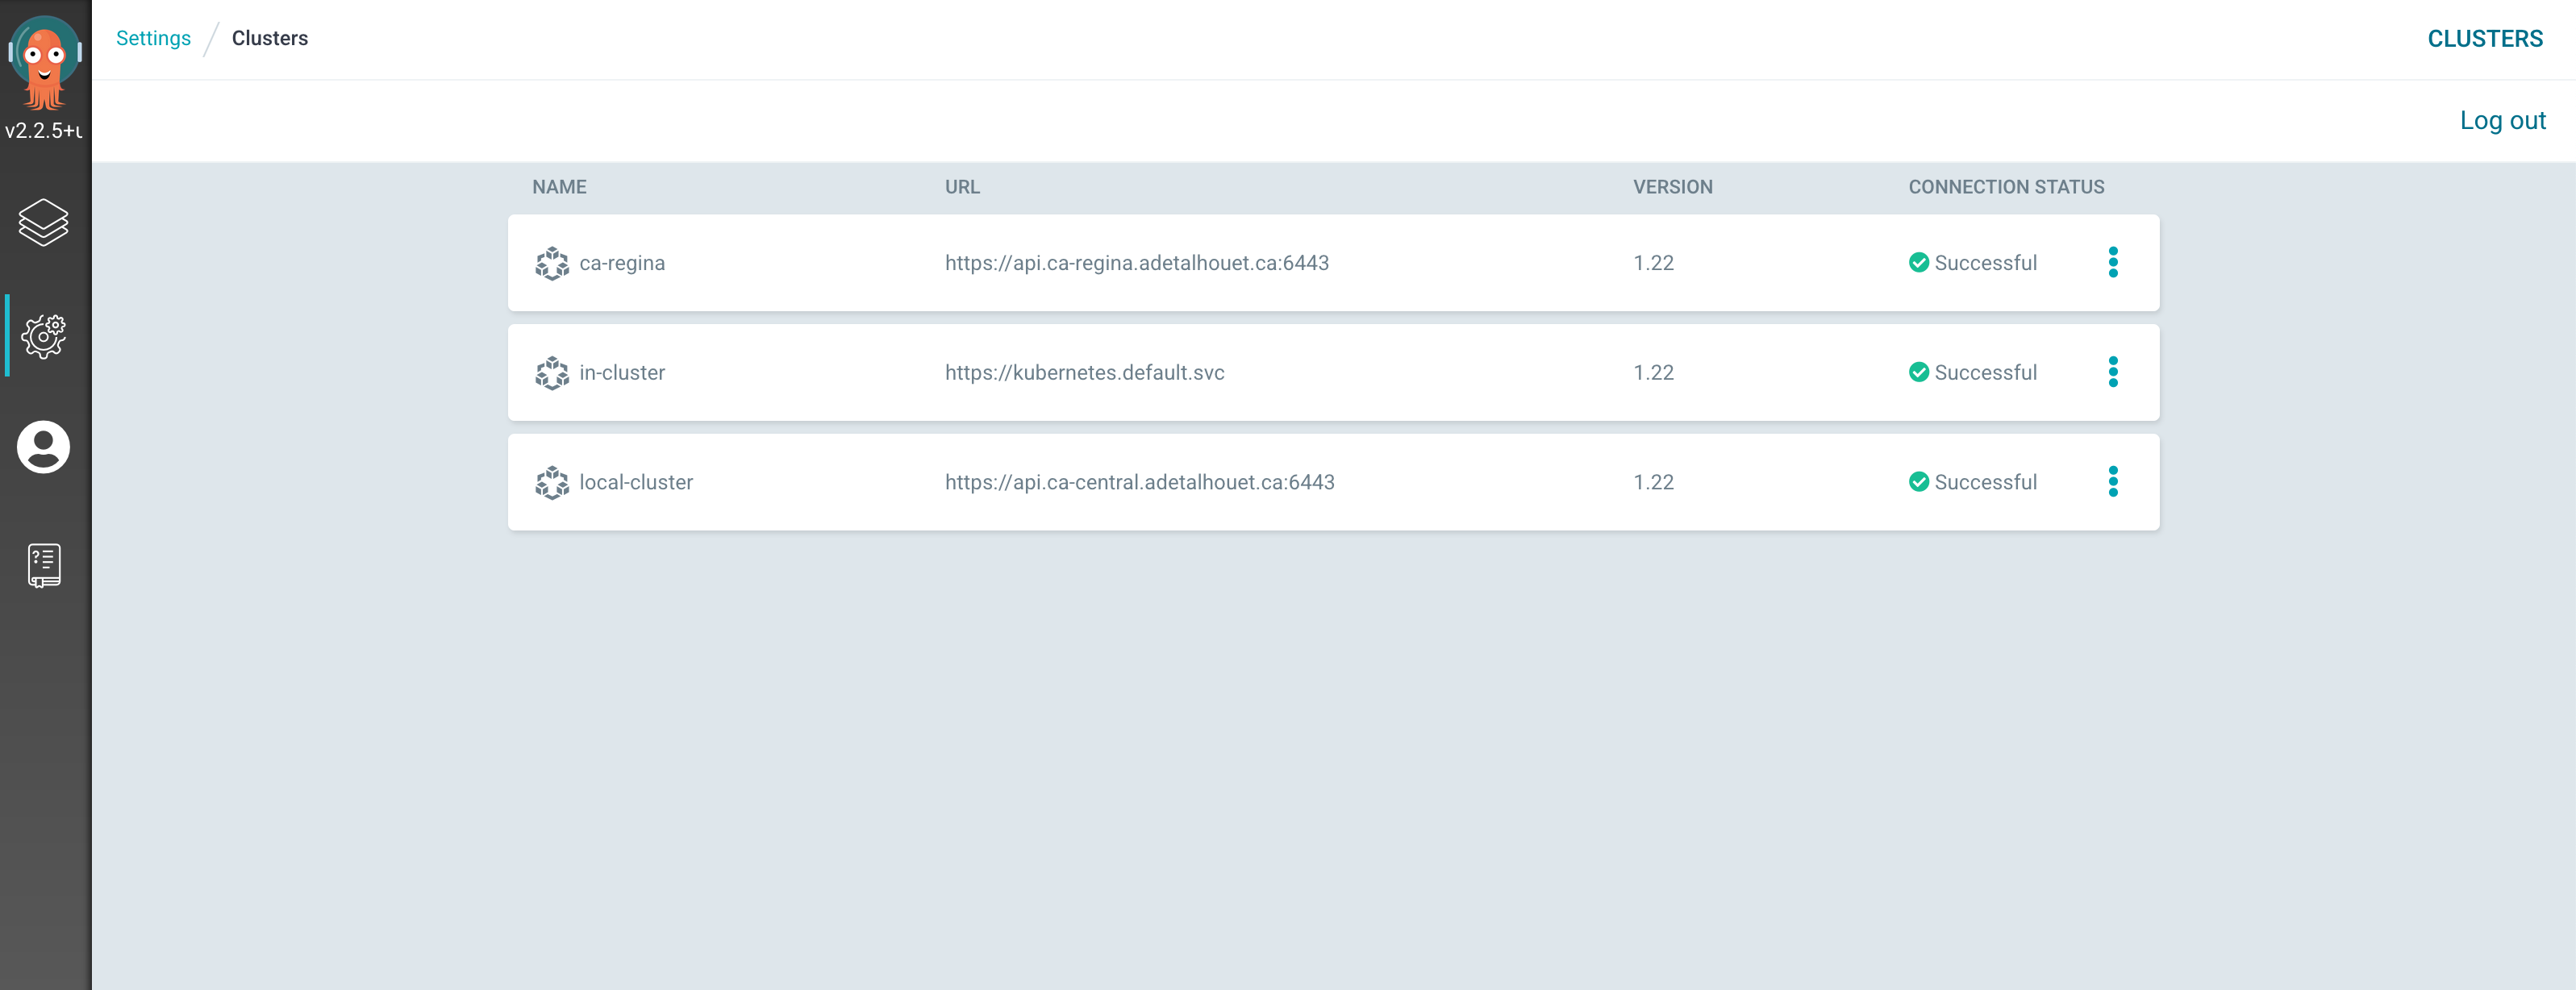 Settings / Clusters
CLUSTERS
v2.2.5+
Log out
NAME URL VERSION CONNECTION STATUS
ca-regina https://api.ca-regina.adetalhouet.ca:6443 1.22 Successful
in-cluster https://kubernetes.default.svc 1.22 Successful
local-cluster https://api.ca-central.adetalhouet.ca:6443 1.22 Successful